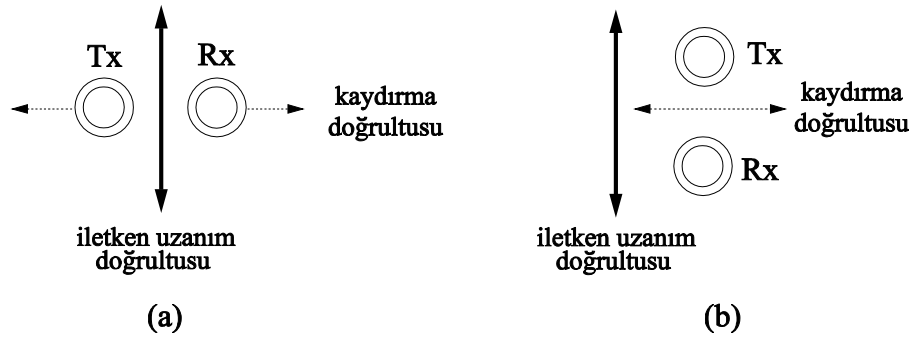 Tx
Rx
kaydırma
doğrultusu
iletken uzanım
doğrultusu
(a)
Tx
kaydırma
doğrultusu
Rx
iletken uzanım
doğrultusu
(b)